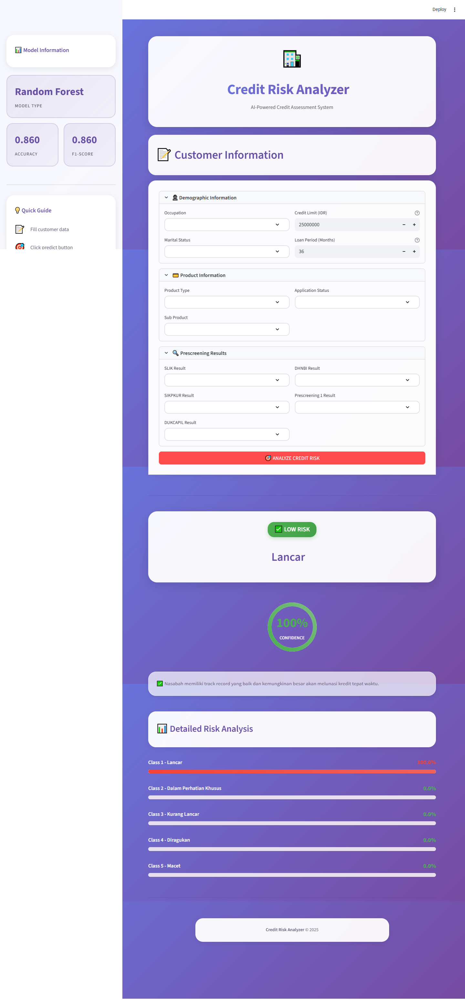 Deploy
Model Information
Random Forest
MODEL TYPE
0.860
ACCURACY
0.860
F1-SCORE
Quick Guide
Fill customer data
Click predict button
Credit Risk Analyzer
AI-Powered Credit Assessment System
Customer Information
Demographic Information
Occupation
Credit Limit (IDR)
25000000
Marital Status
Loan Period (Months)
36
Product Information
Product Type
Application Status
Sub Product
Prescreening Results
SLIK Result
DHNBI Result
SIKPKUR Result
Prescreening 1 Result
DUKCAPIL Result
ANALYZE CREDIT RISK
LOW RISK
Lancar
100%
CONFIDENCE
Nasabah memiliki track record yang baik dan kemungkinan besar akan melunasi kredit tepat waktu.
Detailed Risk Analysis
Class 1 - Lancar
100.0%
Class 2 - Dalam Perhatian Khusus
0.0%
Class 3 - Kurang Lancar
0.0%
Class 4 - Diragukan
0.0%
Class 5 - Macet
0.0%
Credit Risk Analyzer © 2025